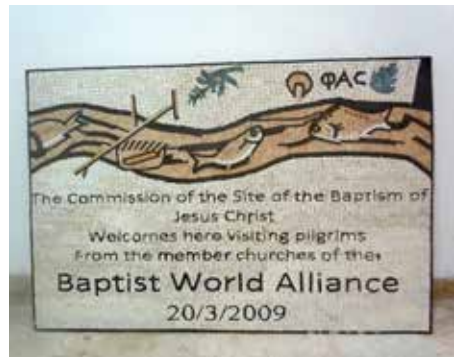 φAC
The Commission of the Site of the Baptism of
Jesus Christ
Welcomes here visiting pilgrims
From the member churches of the
Baptist World Alliance
20/3/2009